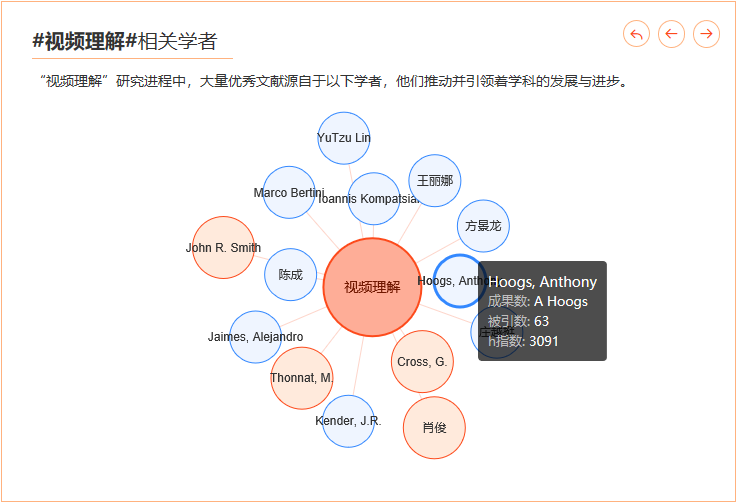 #视频理解#相关学者
“视频理解”研究进程中，大量优秀文献源自于以下学者，他们推动并引领着学科的发展与进步。
YuTzu Lin
王丽娜
Marco Bertini
Ioannis Kompatsiar
方景龙
John R. Smith
陈成
视频理解
Hoogs, Anthony
Hoogs, Anthony
成果数: A Hoogs
被引数: 63
h指数: 3091
Jaimes, Alejandro
Cross, G.
Thonnat, M.
Kender, J.R.
肖俊